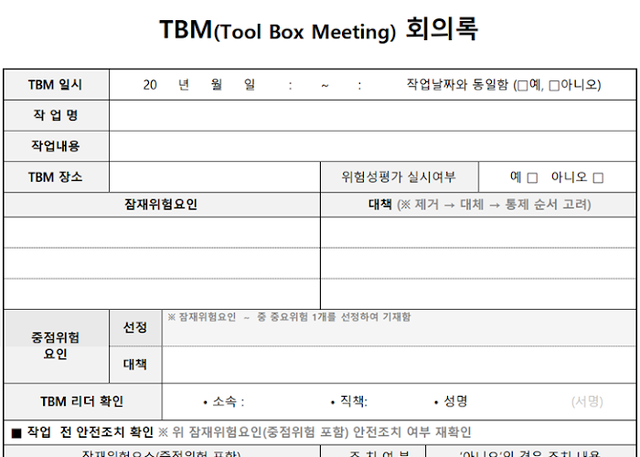 TBM(Tool Box Meeting) 회의록
TBM 일시 20 년 월 일 : ~ : 작업날짜와 동일함 (□예, □아니오)
작 업 명
작업내용
TBM 장소 위험성평가 실시여부 예 □ 아니오 □
잠재위험요인 대책 (※ 제거 → 대체 → 통제 순서 고려)
중점위험
요인
선정 ※ 잠재위험요인 – 중 중요위험 1개를 선정하여 기재함
대책
TBM 리더 확인 • 소속 : • 직책: • 성명 (서명)
■ 작업 전 안전조치 확인 ※ 위 잠재위험요인(중점위험 포함) 안전조치 여부 재확인
잠재위험요소(중점위험 포함) 조 치 여 부 '아니오'의 경우 조치 내용